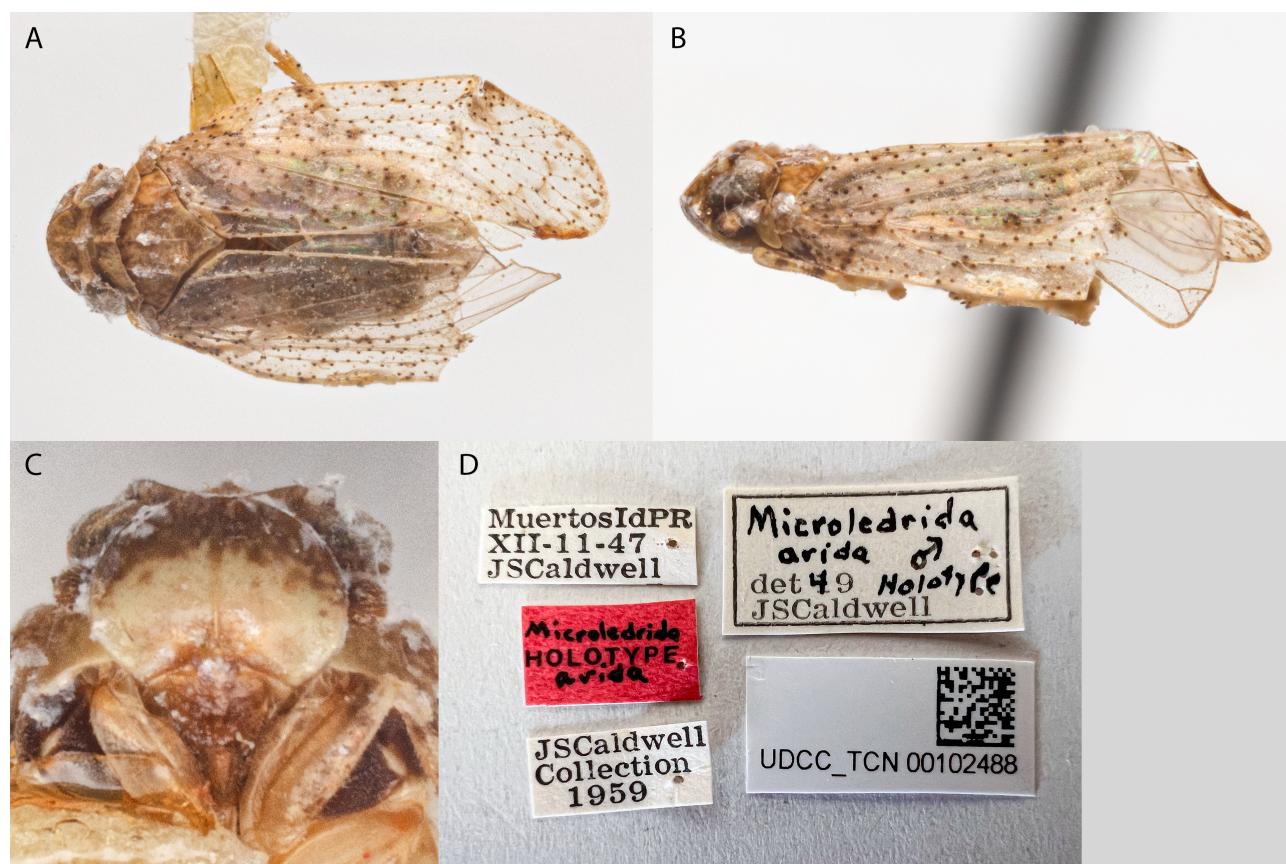 A
B
C
D
MuertosIdPR
XII-11-47
JSCaldwell
Microledrida
arida ♂
det 49 Holotype
JSCaldwell
Microledrida
HOLOTYPE
arida
JSCaldwell
Collection
1959
UDCC_TCN 00102488